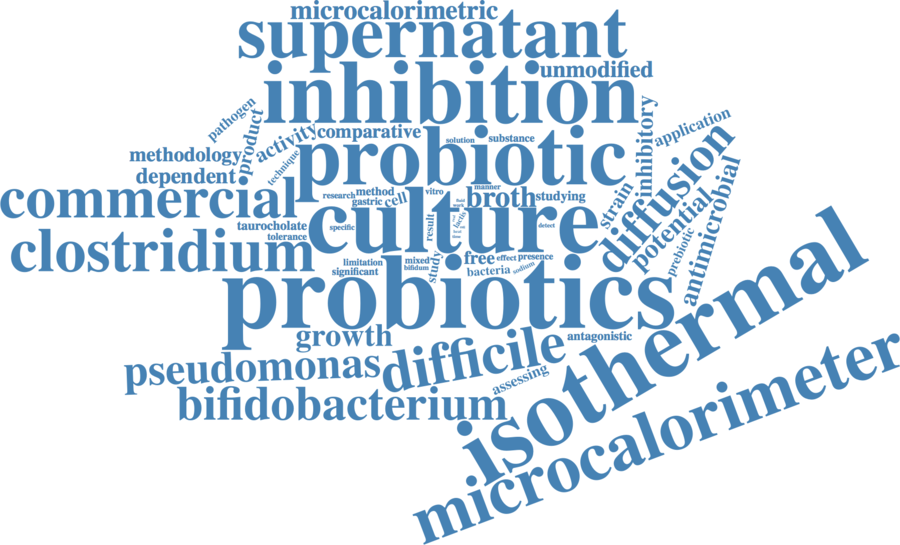 microcalorimetric
supernatant
unmodified
inhibition
pathogen
product
activity
comparative
solution
substance
inhibitory
application
methodology
technique
probiotic
diffusion
dependent
research
method
vitro
manner
gastric
cell
broth
studying
strain
commercial
culture
potential
antimicrobial
taurocholate
specific
result
lactis
detect
tolerance
prebiotic
clostridium
limitation
mixed
free
effect
presence
significant
bifidum
study
bacteria
sodium
probiotics
isothermal
growth
antagonistic
pseudomonas
difficile
assessing
bifidobacterium
microcalorimeter